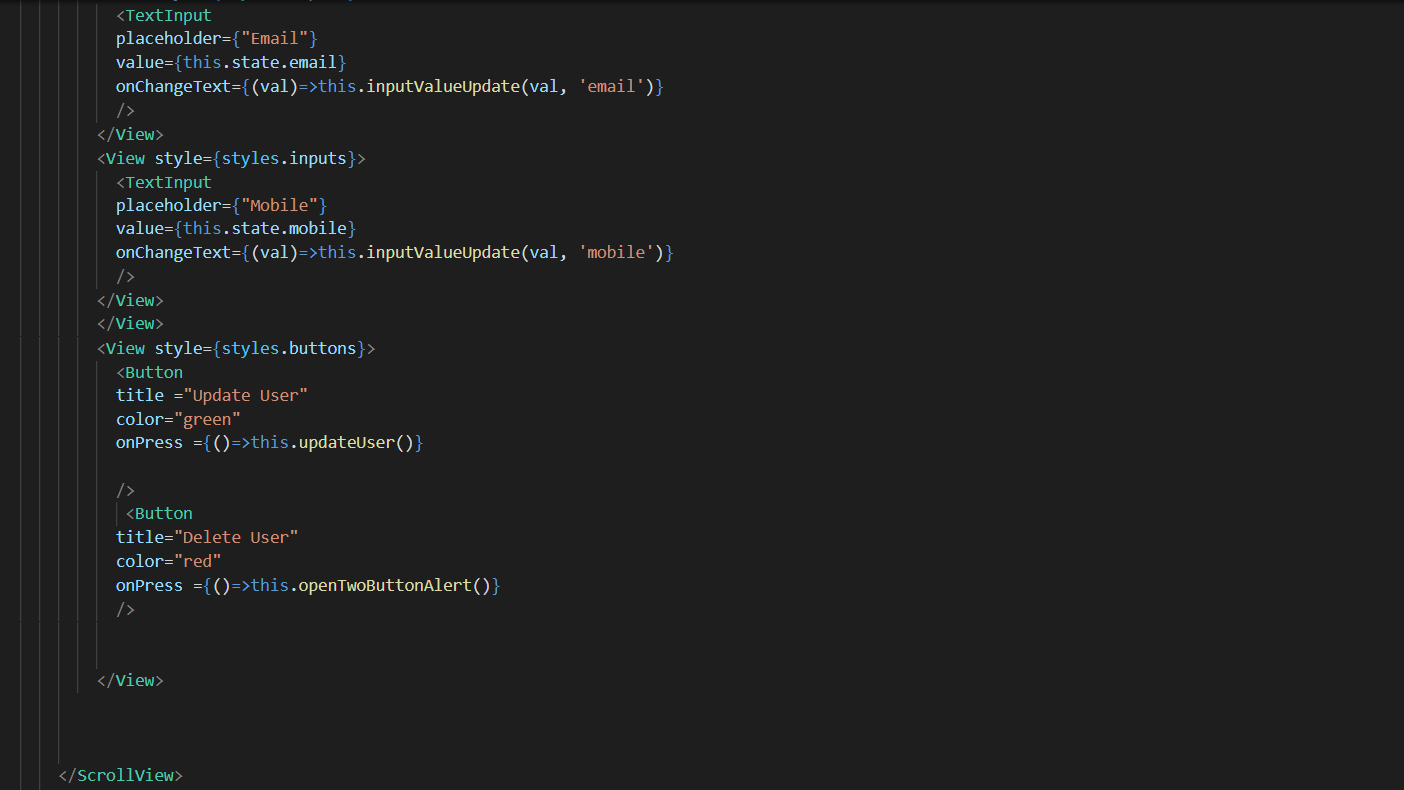 <TextInput
placeholder={"Email"}
value={this.state.email}
onChangeText={(val)=>this.inputValueUpdate(val, 'email')}
/>
</View>
<View style={styles.inputs}>
<TextInput
placeholder={"Mobile"}
value={this.state.mobile}
onChangeText={(val)=>this.inputValueUpdate(val, 'mobile')}
/>
</View>
</View>
<View style={styles.buttons}>
<Button
title ="Update User"
color="green"
onPress ={()=>this.updateUser()}
/>
<Button
title="Delete User"
color="red"
onPress ={()=>this.openTwoButtonAlert()}
/>
</View>
</ScrollView>